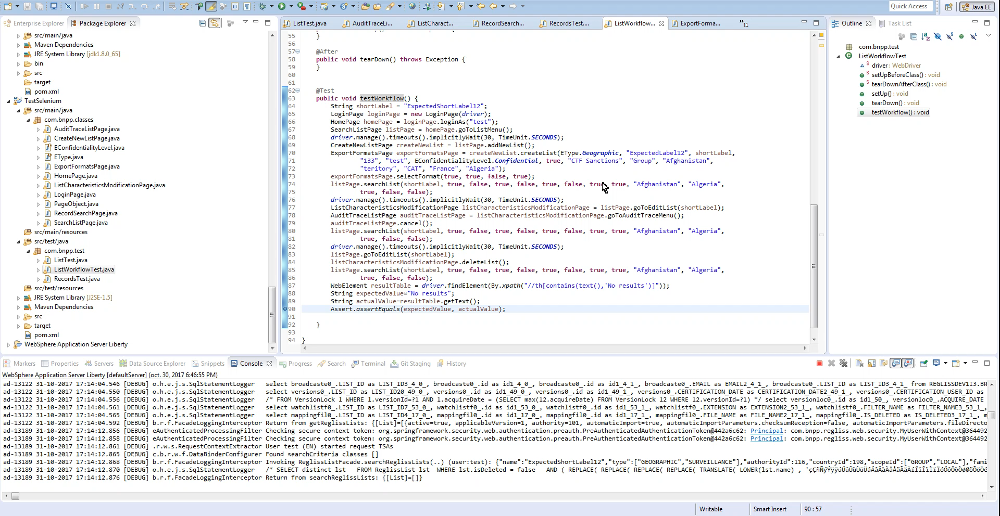 Quick Access
Java EE
Enterprise Explorer
Package Explorer
src/main/java
Maven Dependencies
JRE System Library [jdk1.8.0_65]
bin
src
target
pom.xml
TestSelenium
src/main/java
com.bnpp.classes
AuditTraceListPage.java
CreateNewListPage.java
EConfidentialityLevel.java
EType.java
ExportFormatsPage.java
HomePage.java
ListCharacteristicsModificationPage.java
LoginPage.java
PageObject.java
RecordSearchPage.java
SearchListPage.java
src/main/resources
src/test/java
com.bnpp.test
ListTest.java
ListWorkflowTest.java
RecordsTest.java
src/test/resources
JRE System Library [J2SE-1.5]
Maven Dependencies
src
target
pom.xml
WebSphere Application Server Liberty
ListTest.java
AuditTraceLi...
ListCharact...
RecordSearch...
RecordsTest....
ListWorkflow...
ExportForma...
»11
55 }
56
57 @After
58 public void tearDown() throws Exception {
59 }
60
61
62 @Test
63 public void testWorkflow() {
64 String shortLabel = "ExpectedShortLabel12";
65 LoginPage loginPage = new LoginPage(driver);
66 HomePage homePage = loginPage.loginAs("test");
67 SearchListPage listPage = homePage.goToListMenu();
68 driver.manage().timeouts().implicitlyWait(30, TimeUnit.SECONDS);
69 CreateNewListPage createNewList = listPage.addNewList();
70 ExportFormatsPage exportFormatsPage = createNewList.createList(EType.Geographic, "ExpectedLabel12", shortLabel,
71 "133", "test", EConfidentialityLevel.Confidential, true, "CTF Sanctions", "Group", "Afghanistan",
72 "teritory", "CAT", "France", "Algeria");
73 exportFormatsPage.selectFormat(true, true, false, true);
74 listPage.searchList(shortLabel, true, false, true, false, true, false, true, true, "Afghanistan", "Algeria",
75 true, false, false);
76 driver.manage().timeouts().implicitlyWait(30, TimeUnit.SECONDS);
77 ListCharacteristicsModificationPage listCharacteristicsModificationPage = listPage.goToEditList(shortLabel);
78 AuditTraceListPage auditTraceListPage = listCharacteristicsModificationPage.goToAuditTraceMenu();
79 auditTraceListPage.cancel();
80 listPage.searchList(shortLabel, true, false, true, false, true, false, true, true, "Afghanistan", "Algeria",
81 true, false, false);
82 driver.manage().timeouts().implicitlyWait(30, TimeUnit.SECONDS);
83 listPage.goToEditList(shortLabel);
84 listCharacteristicsModificationPage.deleteList();
85 listPage.searchList(shortLabel, true, false, true, false, true, false, true, true, "Afghanistan", "Algeria",
86 true, false, false);
87 WebElement resultTable = driver.findElement(By.xpath("//th[contains(text(),'No results')]"));
88 String expectedValue="No results";
89 String actualValue=resultTable.getText();
90 Assert.assertEquals(expectedValue, actualValue);
91
92 }
93
94 }
Outline
Task List
com.bnpp.test
ListWorkflowTest
driver : WebDriver
setUpBeforeClass() : void
tearDownAfterClass() : void
setUp() : void
tearDown() : void
testWorkflow() : void
Markers
Properties
Servers
Data Source Explorer
Snippets
Console
Progress
Search
Terminal
Git Staging
History
WebSphere Application Server Liberty [defaultServer] (oct. 30, 2017 6:46:55 PM)
ad-13122 31-10-2017 17:14:04.546 [DEBUG] o.h.e.j.s.SqlStatementLogger select broadcaste0_.LIST_ID as LIST_ID3_4_0_, broadcaste0_.id as id1_4_0_, broadcaste0_.id as id1_4_1_, broadcaste0_.EMAIL as EMAIL2_4_1_, broadcaste0_.LIST_ID as LIST_ID3_4_1_ from REGLISSDEV1I3.BR
ad-13122 31-10-2017 17:14:04.550 [DEBUG] o.h.e.j.s.SqlStatementLogger select versions0_.LIST_ID as LIST_ID20_49_0_, versions0_.id as id1_49_0_, versions0_.id as id1_49_1_, versions0_.CERTIFICATION_DATE as CERTIFICATION_DATE2_49_1_, versions0_.CERTIFICATION_USER_ID as
ad-13122 31-10-2017 17:14:04.556 [DEBUG] o.h.e.j.s.SqlStatementLogger /* FROM VersionLock l WHERE l.versionId=?1 AND l.acquireDate = (SELECT max(l2.acquireDate) FROM VersionLock l2 WHERE l2.versionId=?1) */ select versionloc0_.id as id1_50_, versionloc0_.ACQUIRE_DATE
ad-13122 31-10-2017 17:14:04.561 [DEBUG] o.h.e.j.s.SqlStatementLogger select watchlistf0_.LIST_ID as LIST_ID7_53_0_, watchlistf0_.id as id1_53_0_, watchlistf0_.id as id1_53_1_, watchlistf0_.EXTENSION as EXTENSION2_53_1_, watchlistf0_.FILTER_NAME as FILTER_NAME3_53_1_,
ad-13122 31-10-2017 17:14:04.565 [DEBUG] o.h.e.j.s.SqlStatementLogger select mappingfil0_.LIST_ID as LIST_ID4_17_0_, mappingfil0_.id as id1_17_0_, mappingfil0_.id as id1_17_1_, mappingfil0_.FILE_NAME as FILE_NAME2_17_1_, mappingfil0_.IS_DELETED as IS_DELETED3_17_1_, m
ad-13122 31-10-2017 17:14:04.592 [DEBUG] b.r.f.FacadeLoggingInterceptor Return from getReglissLists: {[List]=[{active=true, applicableVersion=1, authority=101, automaticImport=true, automaticImportParameters.checksumReception=false, automaticImportParameters.fileDirecto
ad-13189 31-10-2017 17:14:12.856 [DEBUG] eAuthenticatedProcessingFilter Checking secure context token: org.springframework.security.web.authentication.preauth.PreAuthenticatedAuthenticationToken@442a6c62: Principal: com.bnpp.regliss.web.security.MyUserWithContext@364492
ad-13189 31-10-2017 17:14:12.858 [DEBUG] eAuthenticatedProcessingFilter Checking secure context token: org.springframework.security.web.authentication.preauth.PreAuthenticatedAuthenticationToken@442a6c62: Principal: com.bnpp.regliss.web.security.MyUserWithContext@364492
ad-13189 31-10-2017 17:14:12.861 [DEBUG] .r.w.s.RequestContextExtractor User test (EN) started request TSAs
ad-13189 31-10-2017 17:14:12.865 [DEBUG] c.b.r.w.f.DataBinderConfigurer Found searchCriteria classes []
ad-13189 31-10-2017 17:14:12.868 [DEBUG] b.r.f.FacadeLoggingInterceptor Invoking ReglissListFacade.searchReglissLists(..) (user:test): {"name":"ExpectedShortLabel12","type":["GEOGRAPHIC","SURVEILLANCE"],"authorityId":116,"countryId":198,"scopeId":["GROUP","LOCAL"],"fami
ad-13189 31-10-2017 17:14:12.870 [DEBUG] o.h.e.j.s.SqlStatementLogger /* SELECT distinct lst FROM ReglissList lst WHERE lst.isDeleted = false AND ( REPLACE( REPLACE( REPLACE( REPLACE( TRANSLATE( LOWER(lst.name) ,
ad-13189 31-10-2017 17:14:12.876 [DEBUG] b.r.f.FacadeLoggingInterceptor Return from searchReglissLists: {[List]=[]}
Writable
Smart Insert
90 : 57